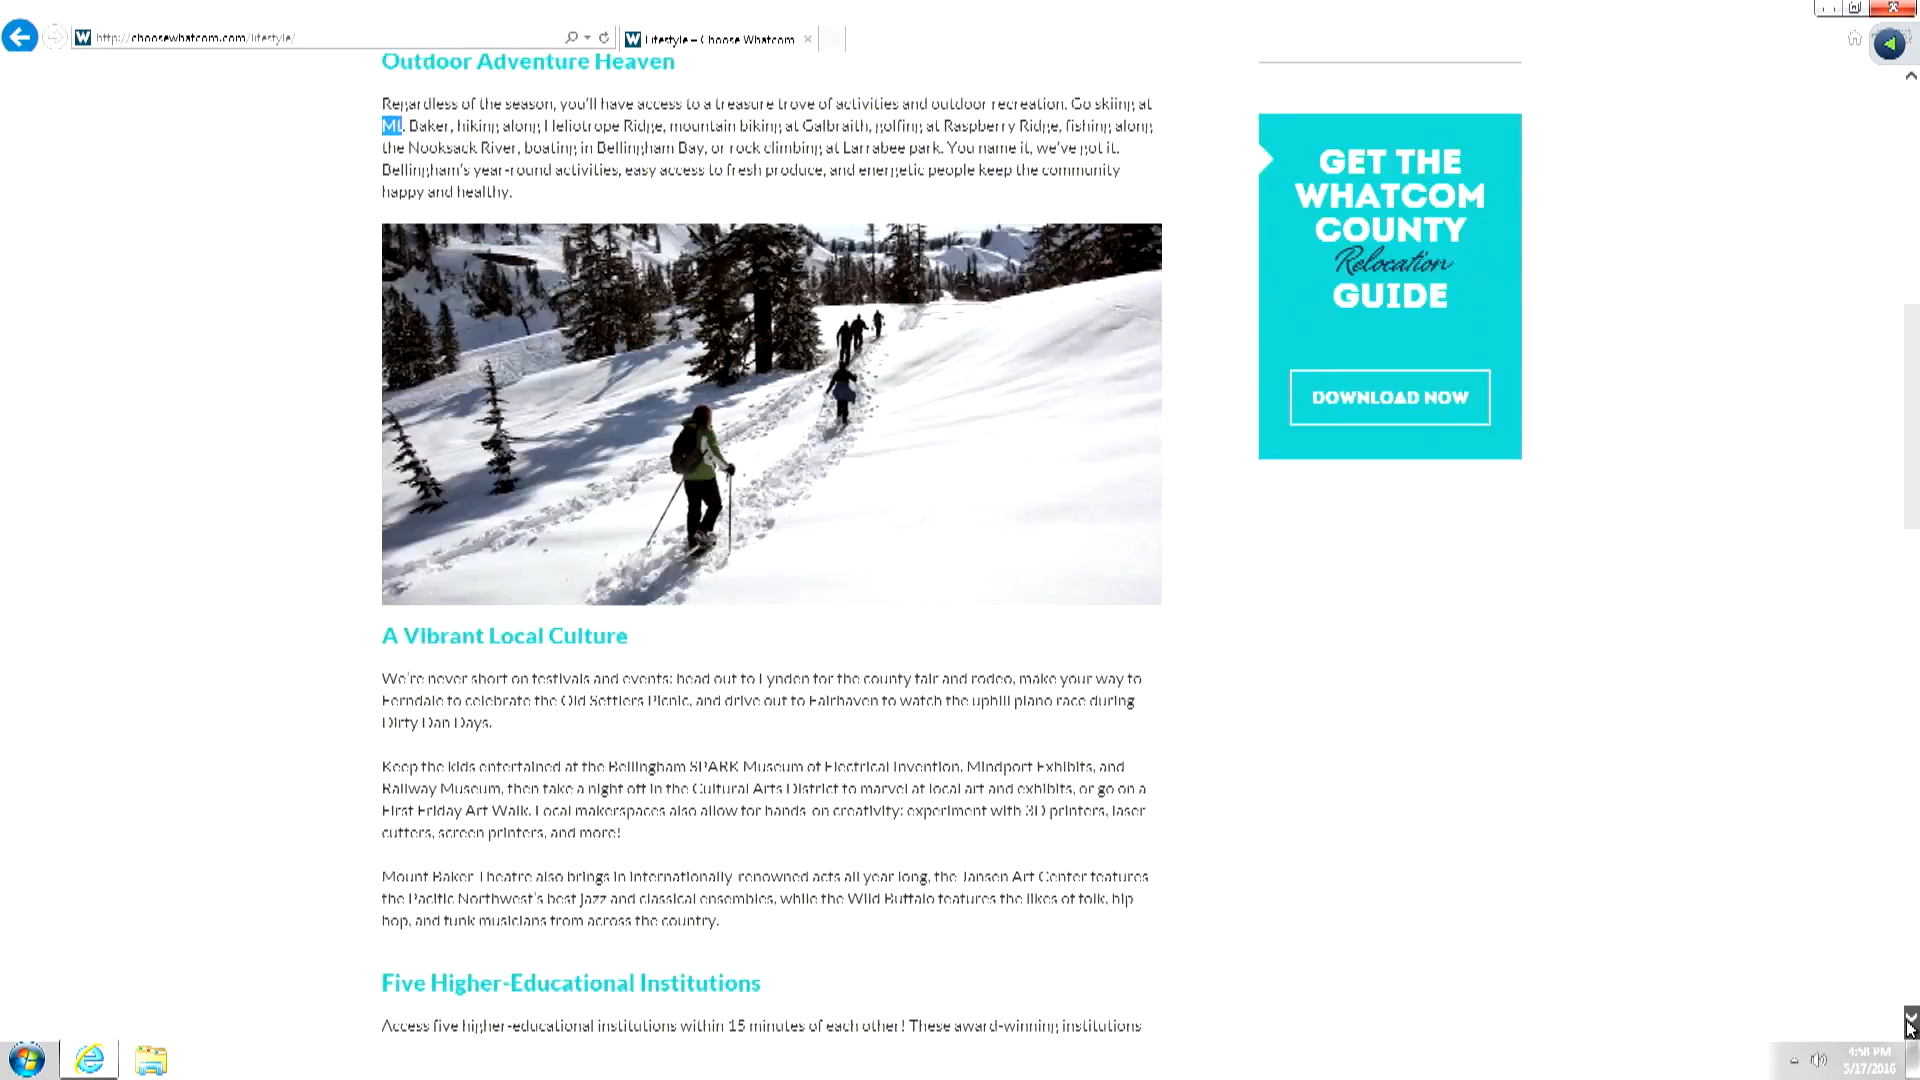 http://choosewhatcom.com/lifestyle/
Lifestyle – Choose Whatcom
Outdoor Adventure Heaven
Regardless of the season, you'll have access to a treasure trove of activities and outdoor recreation. Go skiing at
Mt. Baker, hiking along Heliotrope Ridge, mountain biking at Galbraith, golfing at Raspberry Ridge, fishing along
the Nooksack River, boating in Bellingham Bay, or rock climbing at Larrabee park. You name it, we've got it.
Bellingham's year-round activities, easy access to fresh produce, and energetic people keep the community
happy and healthy.
GET THE
WHATCOM
COUNTY
Relocation
GUIDE
DOWNLOAD NOW
A Vibrant Local Culture
We're never short on festivals and events: head out to Lynden for the county fair and rodeo, make your way to
Ferndale to celebrate the Old Settlers Picnic, and drive out to Fairhaven to watch the uphill piano race during
Dirty Dan Days.
Keep the kids entertained at the Bellingham SPARK Museum of Electrical Invention, Mindport Exhibits, and
Railway Museum, then take a night off in the Cultural Arts District to marvel at local art and exhibits, or go on a
First Friday Art Walk. Local makerspaces also allow for hands-on creativity: experiment with 3D printers, laser
cutters, screen printers, and more!
Mount Baker Theatre also brings in internationally-renowned acts all year long, the Jansen Art Center features
the Pacific Northwest's best jazz and classical ensembles, while the Wild Buffalo features the likes of folk, hip
hop, and funk musicians from across the country.
Five Higher-Educational Institutions
Access five higher-educational institutions within 15 minutes of each other! These award-winning institutions
4:58 PM
5/17/2016